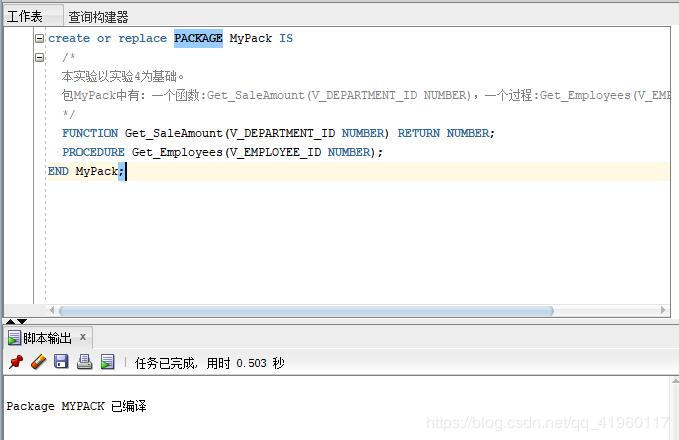 工作表 查询构建器
create or replace PACKAGE MyPack IS
/*
本实验以实验4为基础。
包MyPack中有：一个函数:Get_SaleAmount(V_DEPARTMENT_ID NUMBER)，一个过程:Get_Employees(V_EMP
*/
FUNCTION Get_SaleAmount(V_DEPARTMENT_ID NUMBER) RETURN NUMBER;
PROCEDURE Get_Employees(V_EMPLOYEE_ID NUMBER);
END MyPack;
脚本输出 x
任务已完成, 用时 0.503 秒
Package MYPACK 已编译
https://blog.csdn.net/qq_41960117